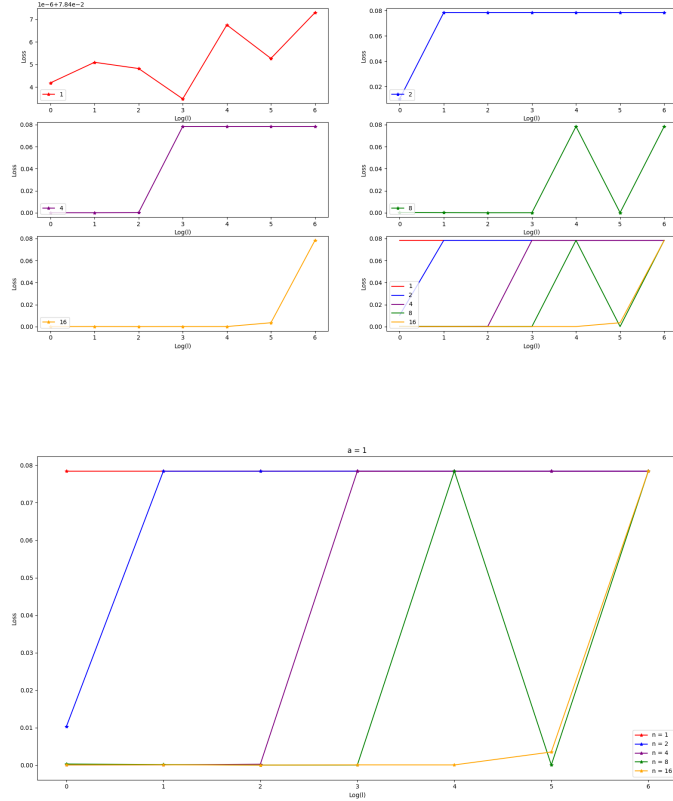 1e−6+7.84e−2
7
6
5
4
Loss
1
0 1 2 3 4 5 6
Log(l)
0.08
0.06
0.04
0.02
Loss
2
0 1 2 3 4 5 6
Log(l)
0.08
0.06
0.04
0.02
0.00
Loss
4
0 1 2 3 4 5 6
Log(l)
0.08
0.06
0.04
0.02
0.00
Loss
8
0 1 2 3 4 5 6
Log(l)
0.08
0.06
0.04
0.02
0.00
Loss
16
0 1 2 3 4 5 6
Log(l)
0.08
0.06
0.04
0.02
0.00
Loss
1
2
4
8
16
0 1 2 3 4 5 6
Log(l)
a = 1
0.08
0.07
0.06
0.05
0.04
0.03
0.02
0.01
0.00
Loss
n = 1
n = 2
n = 4
n = 8
n = 16
0 1 2 3 4 5 6
Log(l)